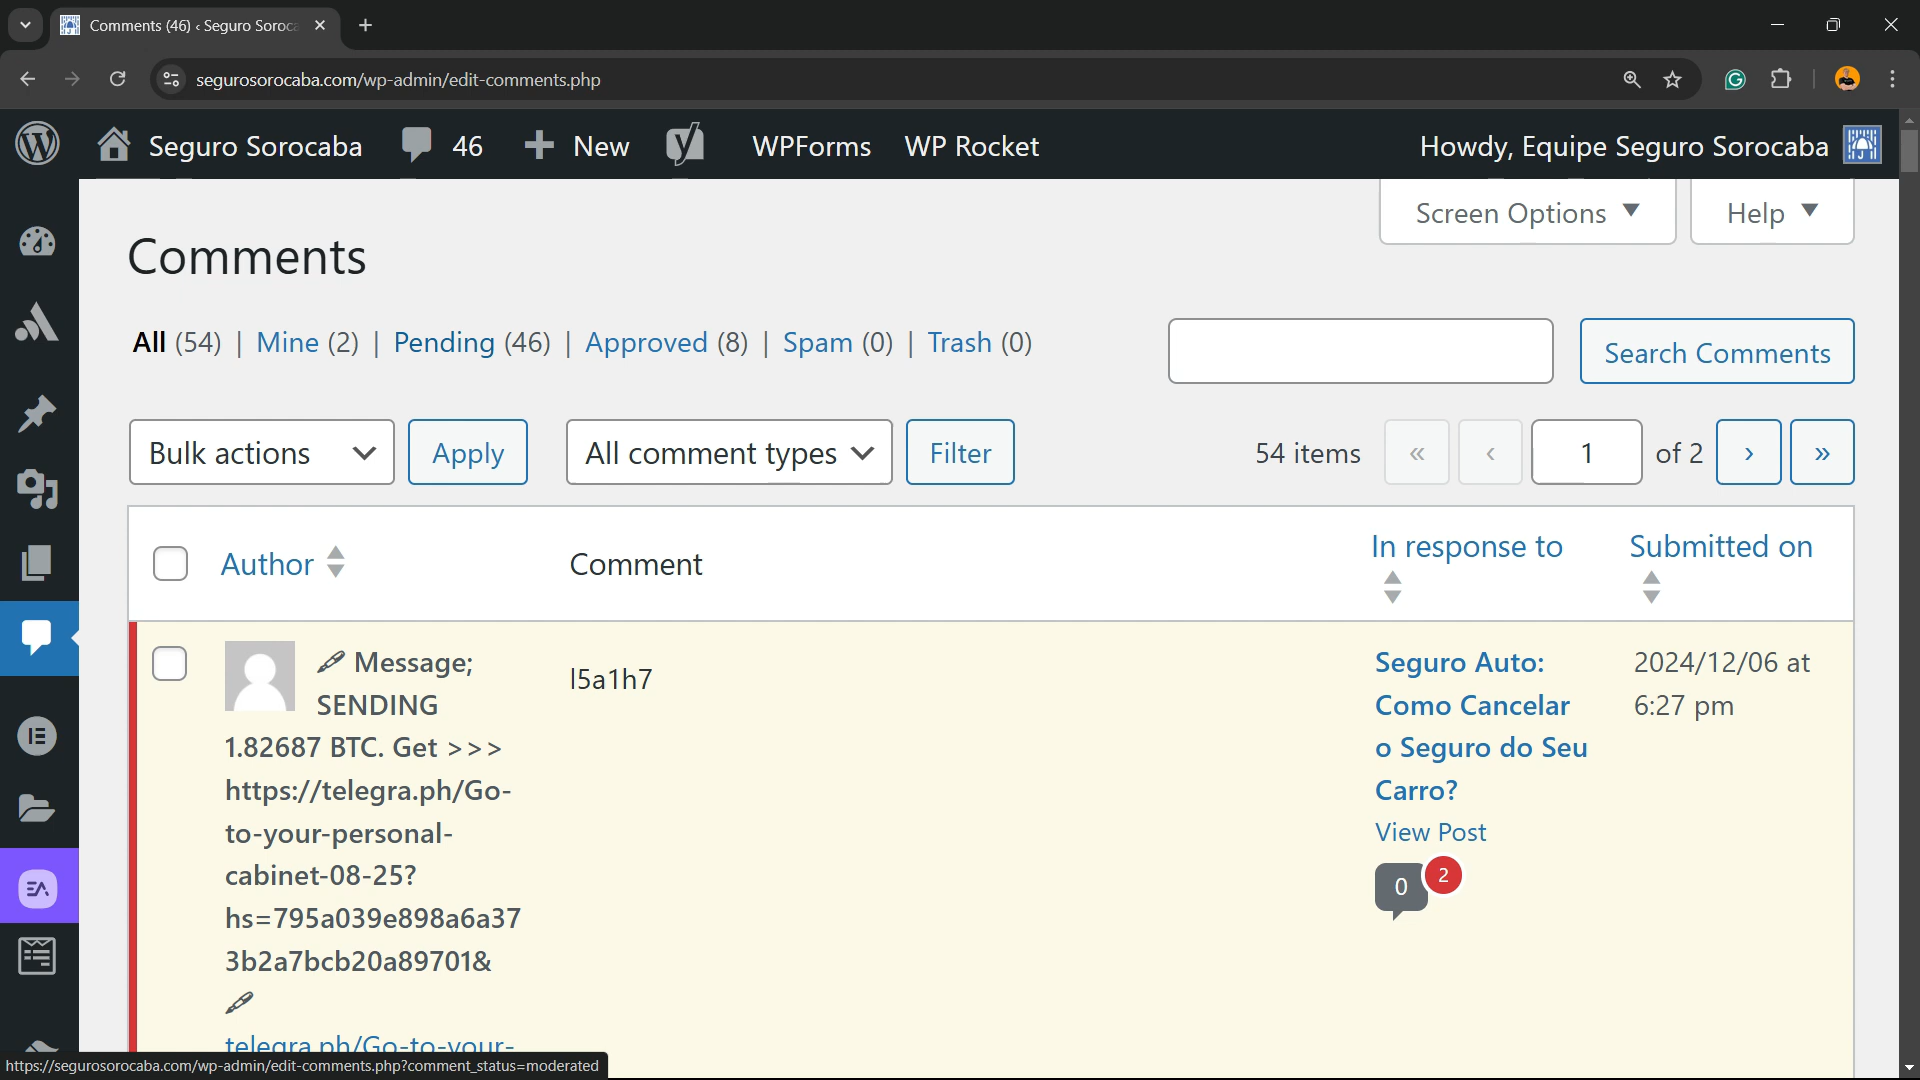 Comments (46) ‹ Seguro Soroca
segurosorocaba.com/wp-admin/edit-comments.php
Seguro Sorocaba 46 New WPForms WP Rocket Howdy, Equipe Seguro Sorocaba
Screen Options Help
Comments
All (54) | Mine (2) | Pending (46) | Approved (8) | Spam (0) | Trash (0)
Search Comments
Bulk actions Apply All comment types Filter 54 items « ‹ 1 of 2 › »
Author Comment In response to Submitted on
🖋 Message; SENDING
1.82687 BTC. Get >>>
https://telegra.ph/Go-
to-your-personal-
cabinet-08-25?
hs=795a039e898a6a37
3b2a7bcb20a89701&
🖋
telegra.ph/Go-to-your-
l5a1h7
Seguro Auto:
Como Cancelar
o Seguro do Seu
Carro?
View Post
0 2
2024/12/06 at
6:27 pm
https://segurosorocaba.com/wp-admin/edit-comments.php?comment_status=moderated